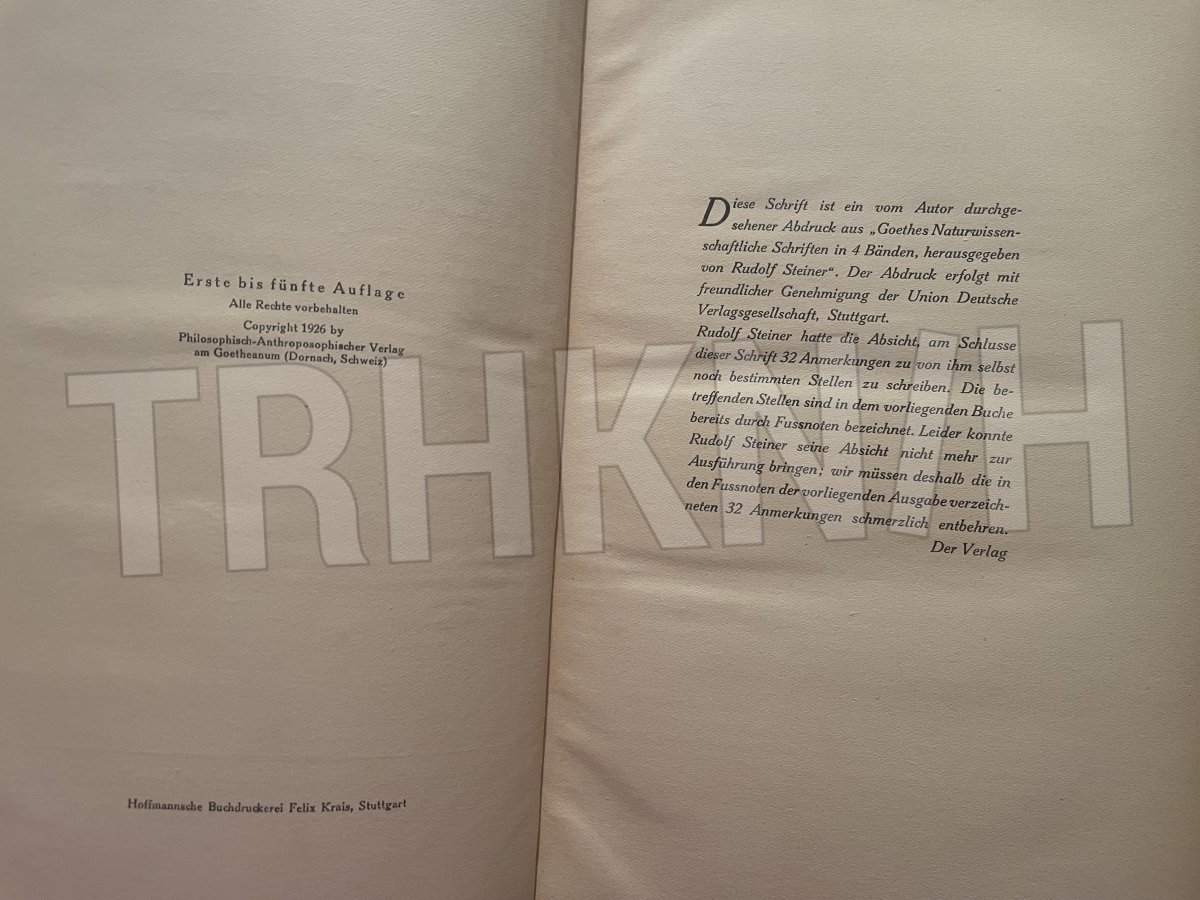 Erste bis fünfte Auflage
Alle Rechte vorbehalten
Copyright 1926 by
Philosophisch-Anthroposophischer Verlag
am Goetheanum (Dornach, Schweiz)
Hoffmannsche Buchdruckerei Felix Krais, Stuttgart
Diese Schrift ist ein vom Autor durchge-
sehener Abdruck aus „Goethes Naturwissen-
schaftliche Schriften in 4 Bänden, herausgegeben
von Rudolf Steiner“. Der Abdruck erfolgt mit
freundlicher Genehmigung der Union Deutsche
Verlagsgesellschaft, Stuttgart.
Rudolf Steiner hatte die Absicht, am Schlusse
dieser Schrift 32 Anmerkungen zu von ihm selbst
noch bestimmten Stellen zu schreiben. Die be-
treffenden Stellen sind in dem vorliegenden Buche
bereits durch Fussnoten bezeichnet. Leider konnte
Rudolf Steiner seine Absicht nicht mehr zur
Ausführung bringen; wir müssen deshalb die in
den Fussnoten der vorliegenden Ausgabe verzeich-
neten 32 Anmerkungen schmerzlich entbehren.
Der Verlag
TRHKNIH